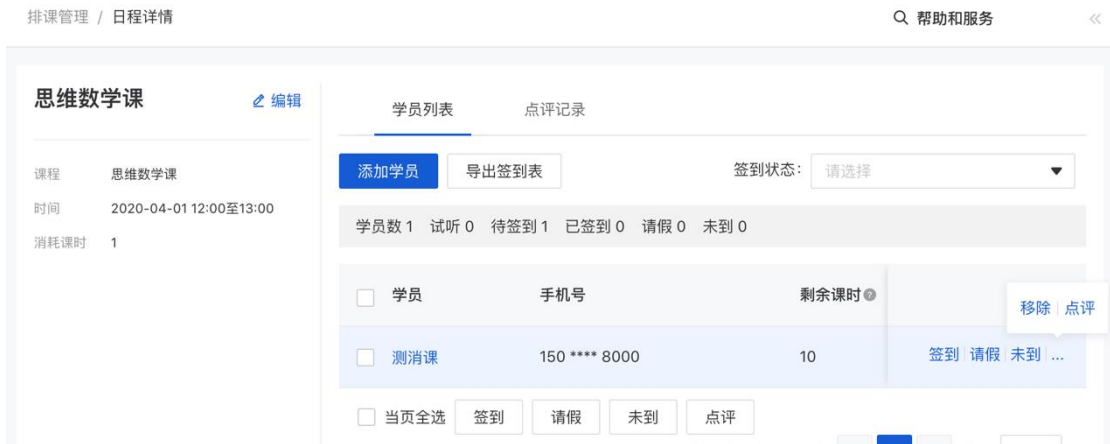 排课管理 / 日程详情
帮助和服务
思维数学课
编辑
学员列表 点评记录
课程 思维数学课
时间 2020-04-01 12:00至13:00
消耗课时 1
添加学员 导出签到表 签到状态: 请选择
学员数 1 试听 0 待签到 1 已签到 0 请假 0 未到 0
学员 手机号 剩余课时
移除 点评
测消课 150 **** 8000 10 签到 请假 未到 ...
当页全选 签到 请假 未到 点评